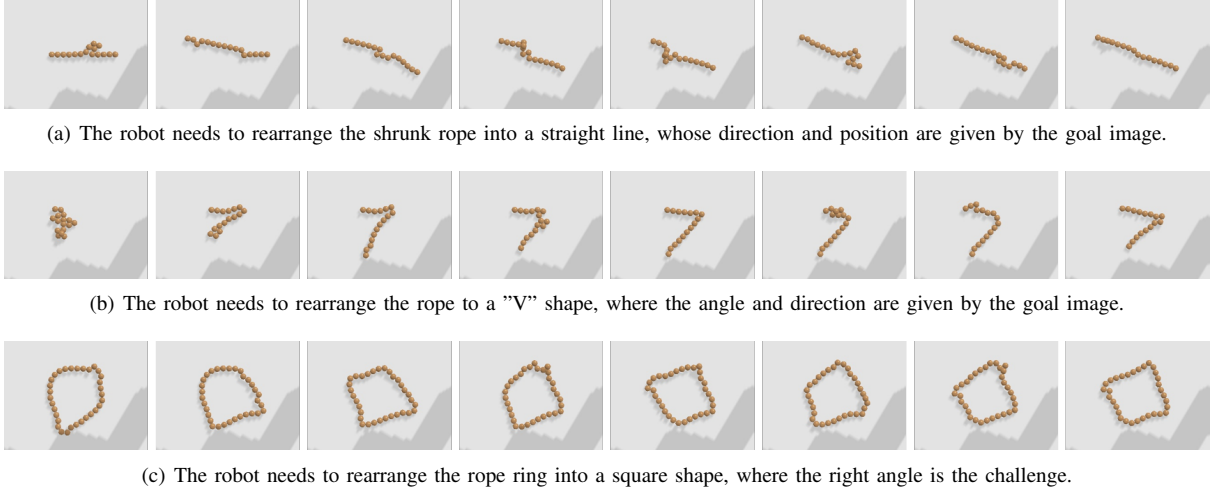 (a) The robot needs to rearrange the shrunk rope into a straight line, whose direction and position are given by the goal image.
(b) The robot needs to rearrange the rope to a ”V” shape, where the angle and direction are given by the goal image.
(c) The robot needs to rearrange the rope ring into a square shape, where the right angle is the challenge.